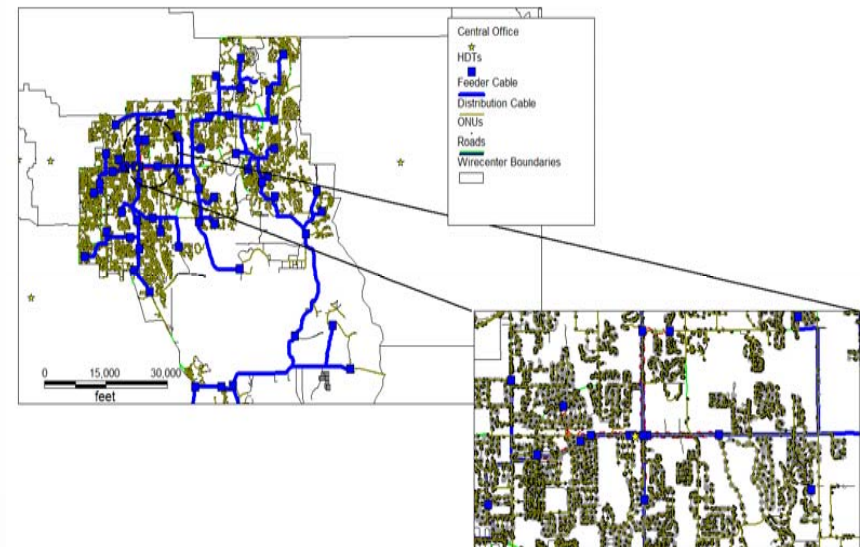 Central Office
HDTs
Feeder Cable
Distribution Cable
ONUs
Roads
Wirecenter Boundaries
0 15,000 30,000
feet